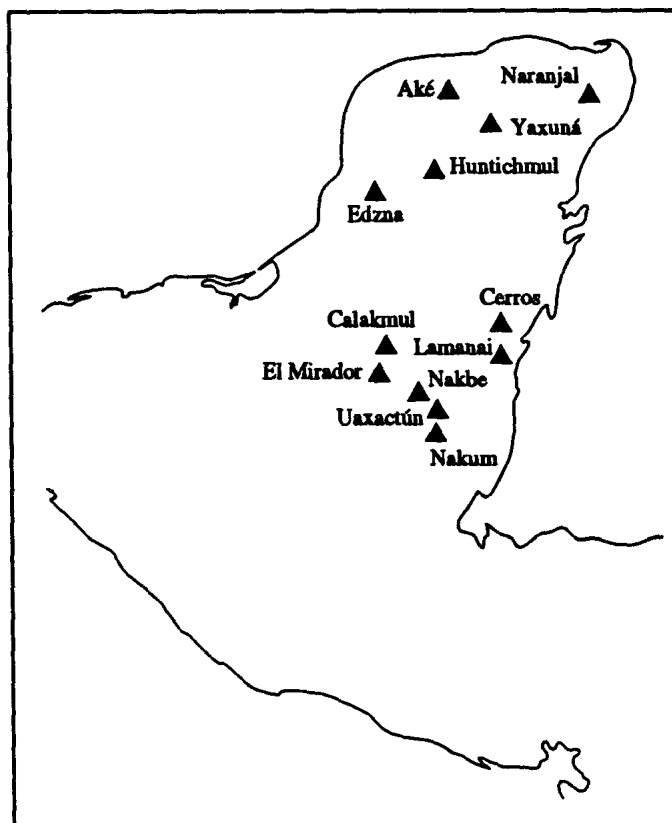 Naranjal
Aké
Yaxuná
Huntichmul
Edzna
Cerros
Calakmul
Lamanai
El Mirador
Nakbe
Uaxactún
Nakum